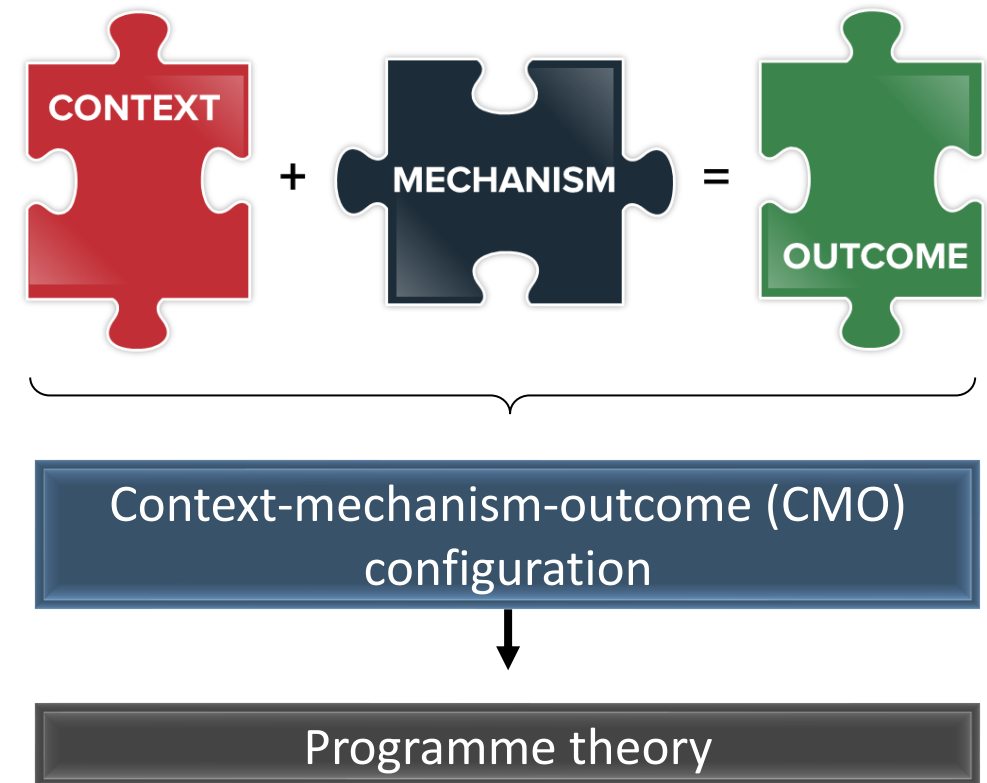 CONTEXT + MECHANISM = OUTCOME
Context-mechanism-outcome (CMO)
configuration
Programme theory